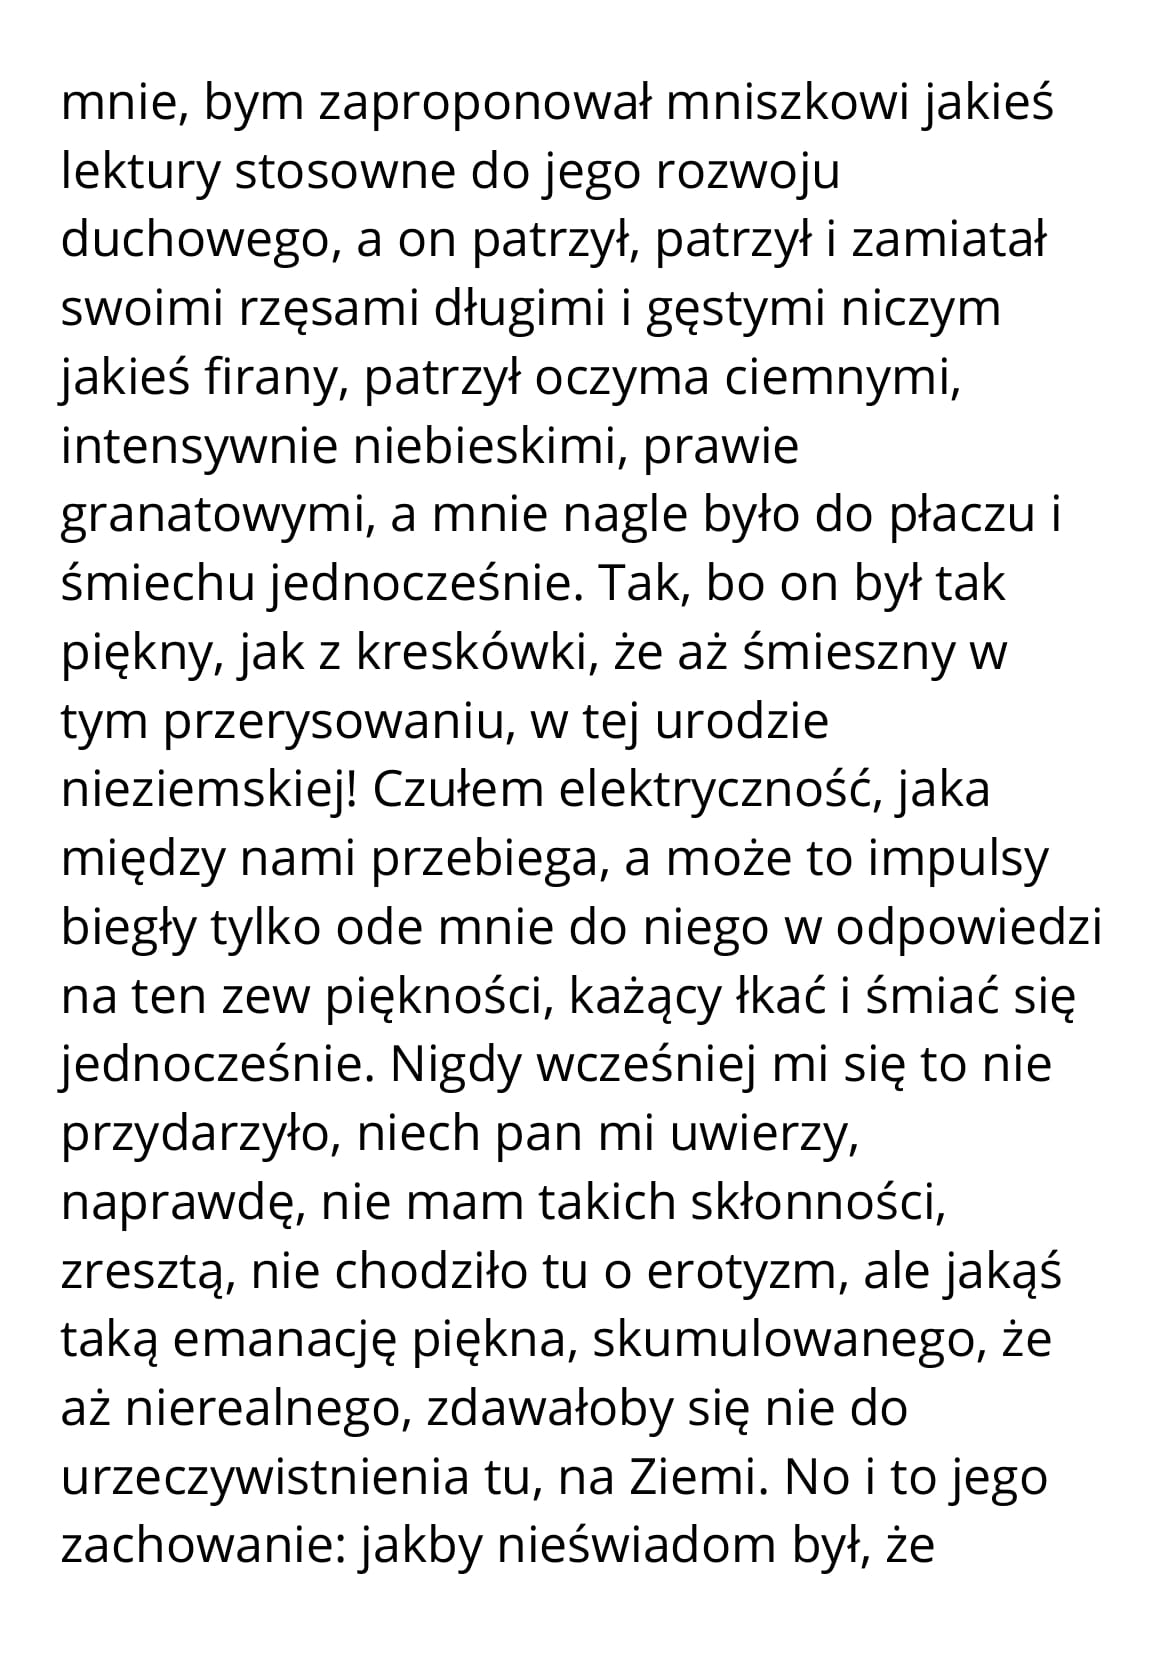 mnie, bym zaproponował mniszkowi jakieś
lektury stosowne do jego rozwoju
duchowego, a on patrzył, patrzył i zamiatał
swoimi rzęsami długimi i gęstymi niczym
jakieś firany, patrzył oczyma ciemnymi,
intensywnie niebieskimi, prawie
granatowymi, a mnie nagle było do płaczu i
śmiechu jednocześnie. Tak, bo on był tak
piękny, jak z kreskówki, że aż śmieszny w
tym przerysowaniu, w tej urodzie
nieziemskiej! Czułem elektryczność, jaka
między nami przebiega, a może to impulsy
biegły tylko ode mnie do niego w odpowiedzi
na ten zew piękności, każący łkać i śmiać się
jednocześnie. Nigdy wcześniej mi się to nie
przydarzyło, niech pan mi uwierzy,
naprawdę, nie mam takich skłonności,
zresztą, nie chodziło tu o erotyzm, ale jakąś
taką emanację piękna, skumulowanego, że
aż nierealnego, zdawałoby się nie do
urzeczywistnienia tu, na Ziemi. No i to jego
zachowanie: jakby nieświadom był, że